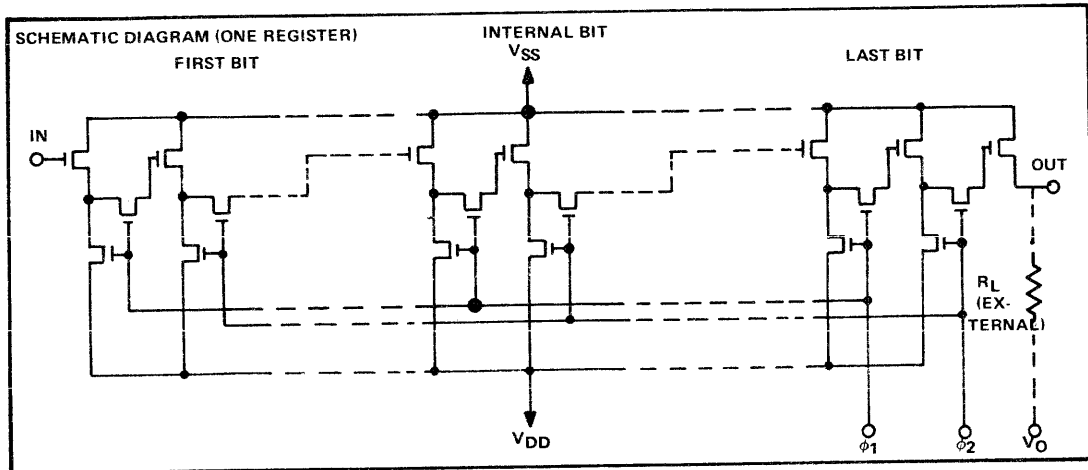 SCHEMATIC DIAGRAM (ONE REGISTER)
FIRST BIT
INTERNAL BIT
VSS
LAST BIT
IN
OUT
RL
(EX-
TERNAL)
VDD
ϕ1
ϕ2
VO